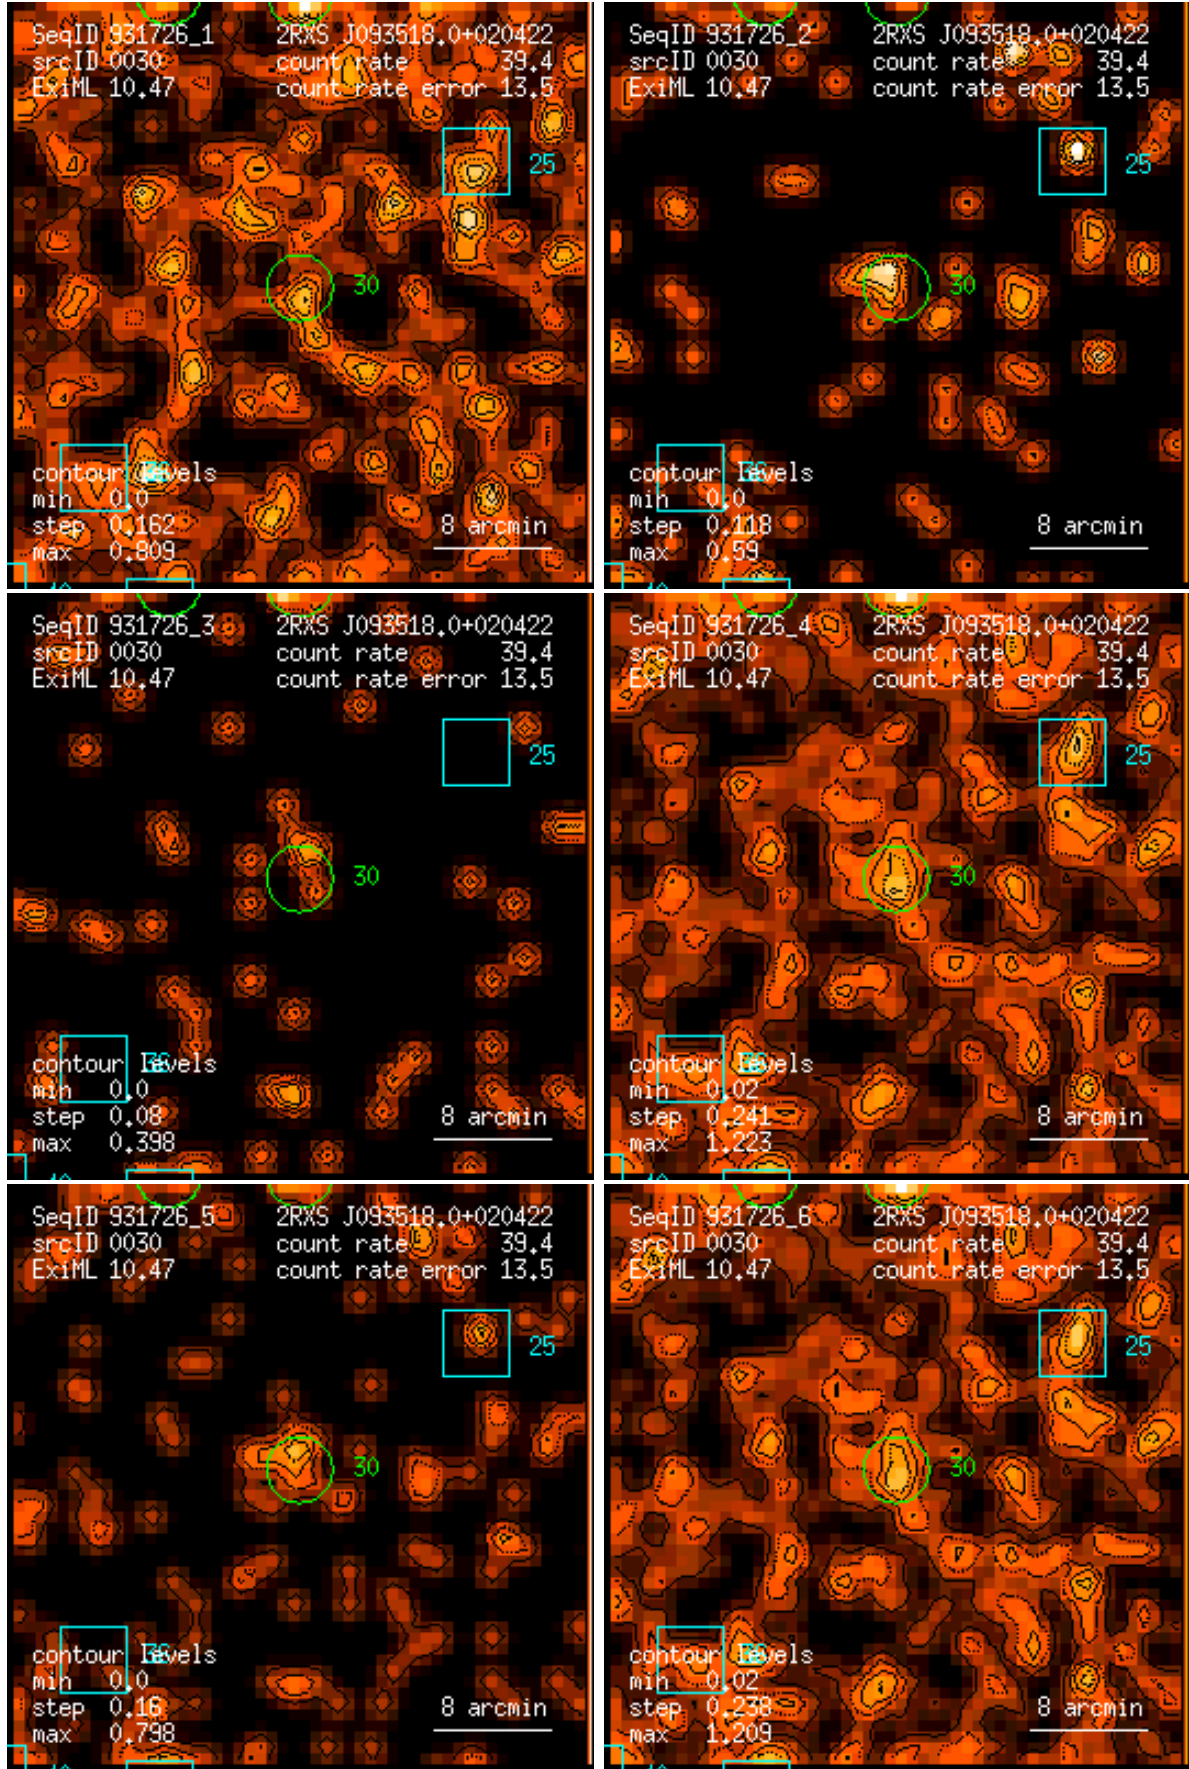 SeqID 931726_1 2RXS J093518.0+020422
srcID 0030 count rate 39.4
ExiML 10.47 count rate error 13.5
25
30
contour levels
min 0.0
step 0.162 8 arcmin
max 0.809
SeqID 931726_2 2RXS J093518.0+020422
srcID 0030 count rate 39.4
ExiML 10.47 count rate error 13.5
25
30
contour levels
min 0.0
step 0.118 8 arcmin
max 0.59
SeqID 931726_3 2RXS J093518.0+020422
srcID 0030 count rate 39.4
ExiML 10.47 count rate error 13.5
25
30
contour levels
min 0.0
step 0.08 8 arcmin
max 0.398
SeqID 931726_4 2RXS J093518.0+020422
srcID 0030 count rate 39.4
ExiML 10.47 count rate error 13.5
25
30
contour levels
min 0.02
step 0.241 8 arcmin
max 1.223
SeqID 931726_5 2RXS J093518.0+020422
srcID 0030 count rate 39.4
ExiML 10.47 count rate error 13.5
25
30
contour levels
min 0.0
step 0.16 8 arcmin
max 0.798
SeqID 931726_6 2RXS J093518.0+020422
srcID 0030 count rate 39.4
ExiML 10.47 count rate error 13.5
25
30
contour levels
min 0.02
step 0.238 8 arcmin
max 1.209